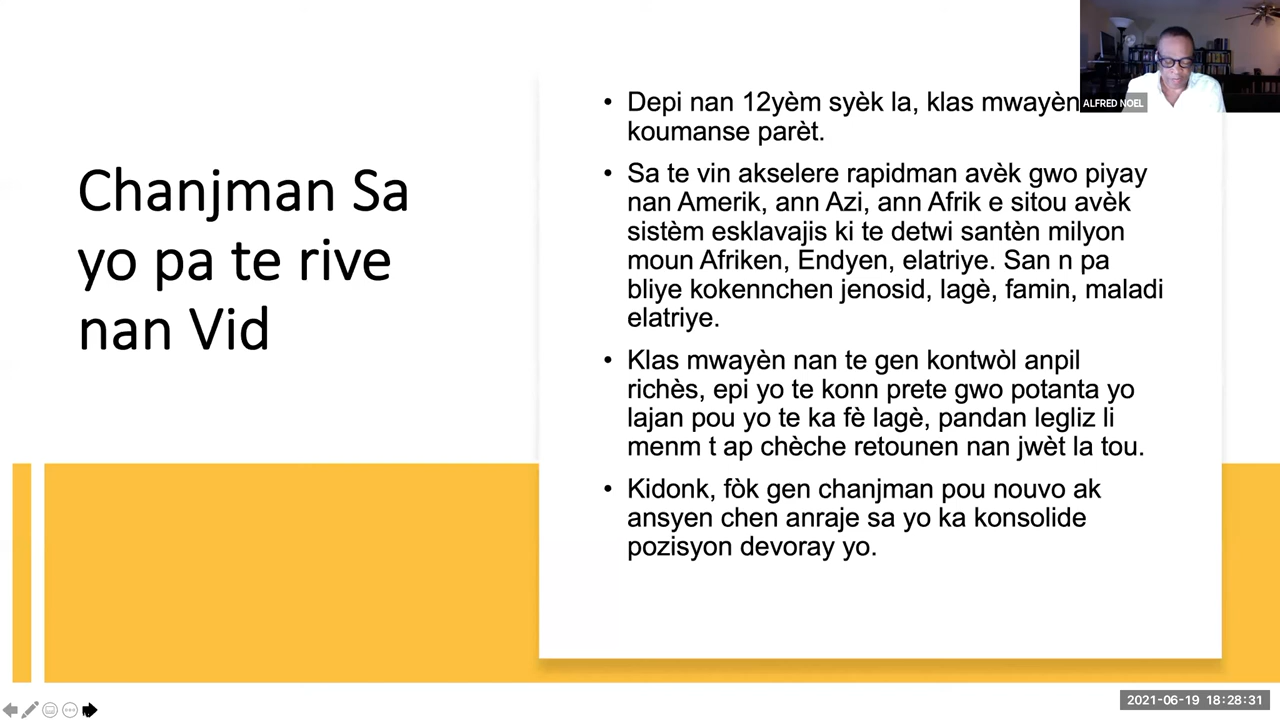 Chanjman Sa
yo pa te rive
nan Vid
• Depi nan 12yèm syèk la, klas mwayèn
koumanse parèt.
• Sa te vin akselere rapidman avèk gwo piyay
nan Amerik, ann Azi, ann Afrik e sitou avèk
sistèm esklavajis ki te detwi santèn milyon
moun Afriken, Endyen, elatriye. San n pa
bliye kokennchen jenosid, lagè, famin, maladi
elatriye.
• Klas mwayèn nan te gen kontwòl anpil
richès, epi yo te konn prete gwo potanta yo
lajan pou yo te ka fè lagè, pandan legliz li
menm t ap chèche retounen nan jwèt la tou.
• Kidonk, fòk gen chanjman pou nouvo ak
ansyen chen anraje sa yo ka konsolide
pozisyon devoray yo.
ALFRED NOEL
2021-06-19 18:28:31